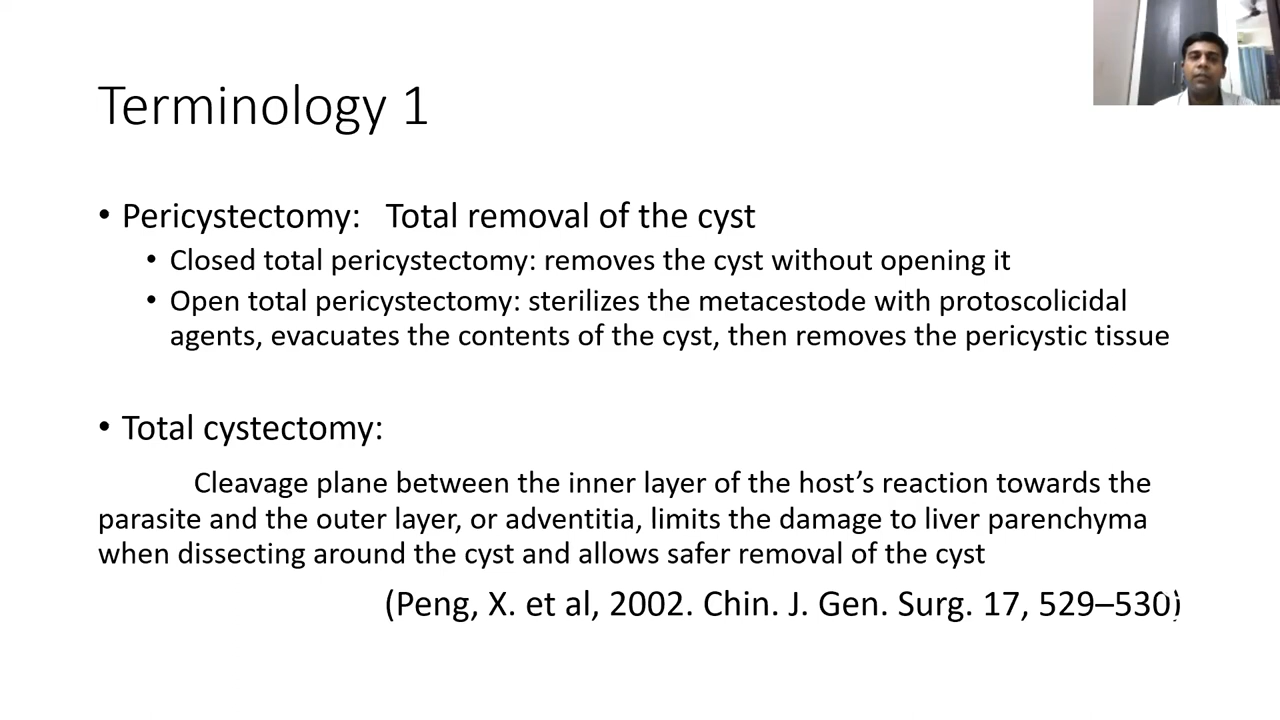 Terminology 1
• Pericystectomy: Total removal of the cyst
• Closed total pericystectomy: removes the cyst without opening it
• Open total pericystectomy: sterilizes the metacestode with protoscolicidal
agents, evacuates the contents of the cyst, then removes the pericystic tissue
• Total cystectomy:
Cleavage plane between the inner layer of the host’s reaction towards the
parasite and the outer layer, or adventitia, limits the damage to liver parenchyma
when dissecting around the cyst and allows safer removal of the cyst
(Peng, X. et al, 2002. Chin. J. Gen. Surg. 17, 529–530)